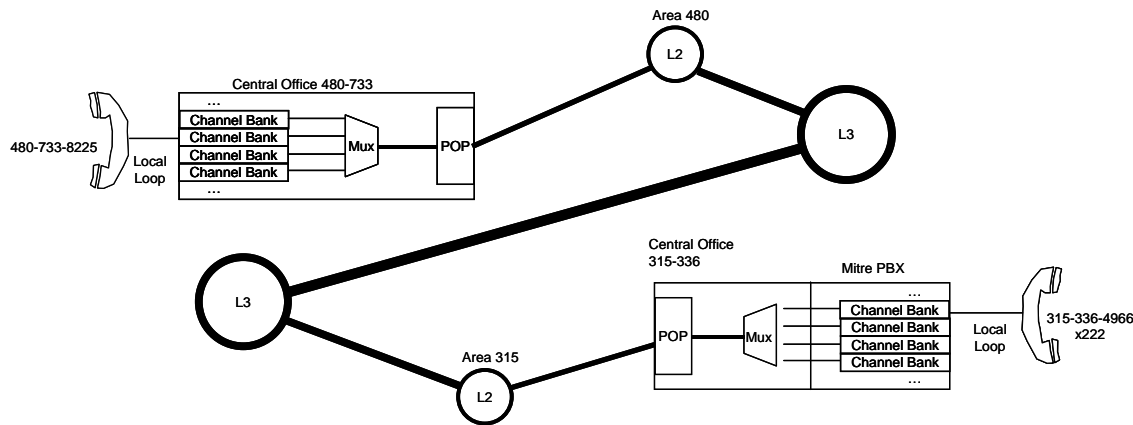 Area 480
L2
Central Office 480-733
...
Channel Bank
Channel Bank
Channel Bank
Channel Bank
...
Mux
POP
480-733-8225
Local
Loop
L3
L3
Central Office
315-336
Mitre PBX
...
Channel Bank
Channel Bank
Channel Bank
Channel Bank
...
POP
Mux
Local
Loop
315-336-4966
x222
Area 315
L2